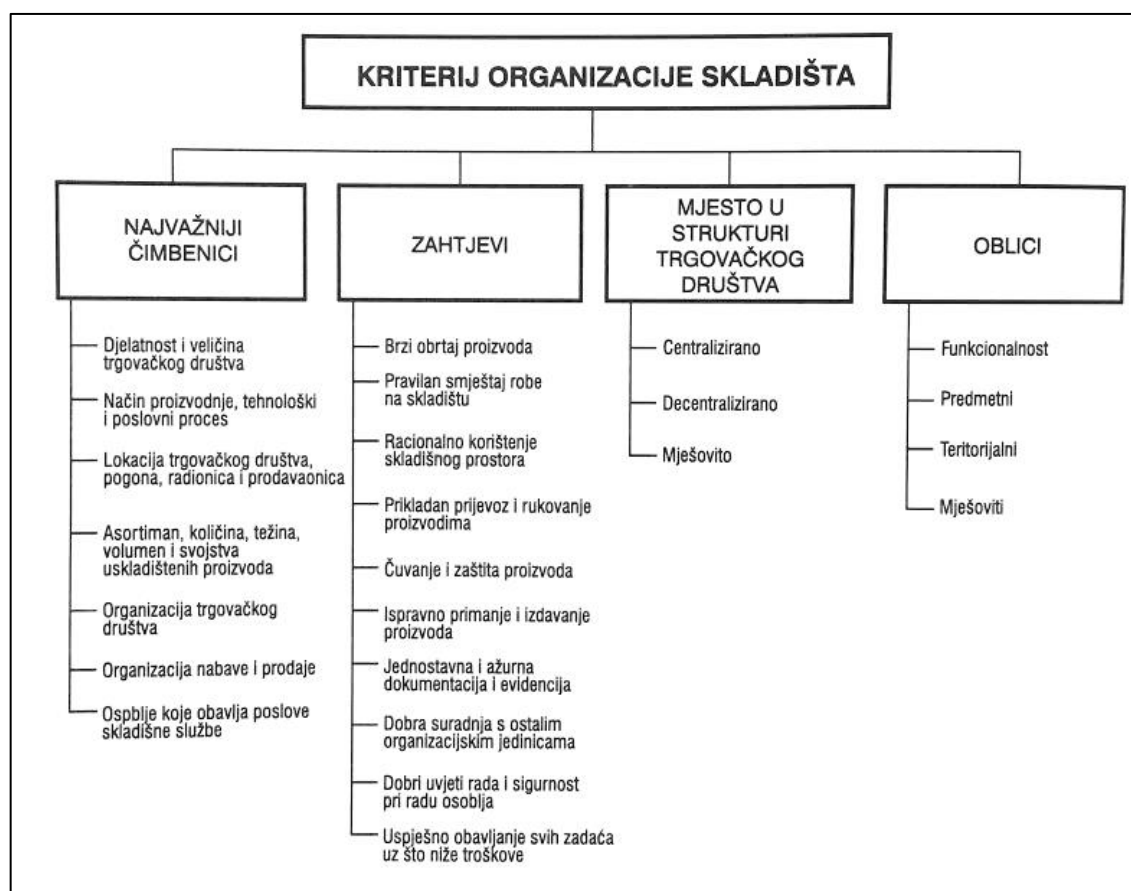 KRITERIJ ORGANIZACIJE SKLADIŠTA
NAJVAŽNIJI
ČIMBENICI
Djelatnost i veličina
trgovačkog društva
Način proizvodnje, tehnološki
i poslovni proces
Lokacija trgovačkog društva,
pogona, radionica i prodavaonica
Asortiman, količina, težina,
volumen i svojstva
uskladištenih proizvoda
Organizacija trgovačkog
društva
Organizacija nabave i prodaje
Ospblje koje obavlja poslove
skladišne službe
ZAHTJEVI
Brzi obrtaj proizvoda
Pravilan smještaj robe
na skladištu
Racionalno korištenje
skladišnog prostora
Prikladan prijevoz i rukovanje
proizvodima
Čuvanje i zaštita proizvoda
Ispravno primanje i izdavanje
proizvoda
Jednostavna i ažurna
dokumentacija i evidencija
Dobra suradnja s ostalim
organizacijskim jedinicama
Dobri uvjeti rada i sigurnost
pri radu osoblja
Uspješno obavljanje svih zadaća
uz što niže troškove
MJESTO U
STRUKTURI
TRGOVAČKOG
DRUŠTVA
Centralizirano
Decentralizirano
Mješovito
OBLICI
Funkcionalnost
Predmetni
Teritorijalni
Mješoviti